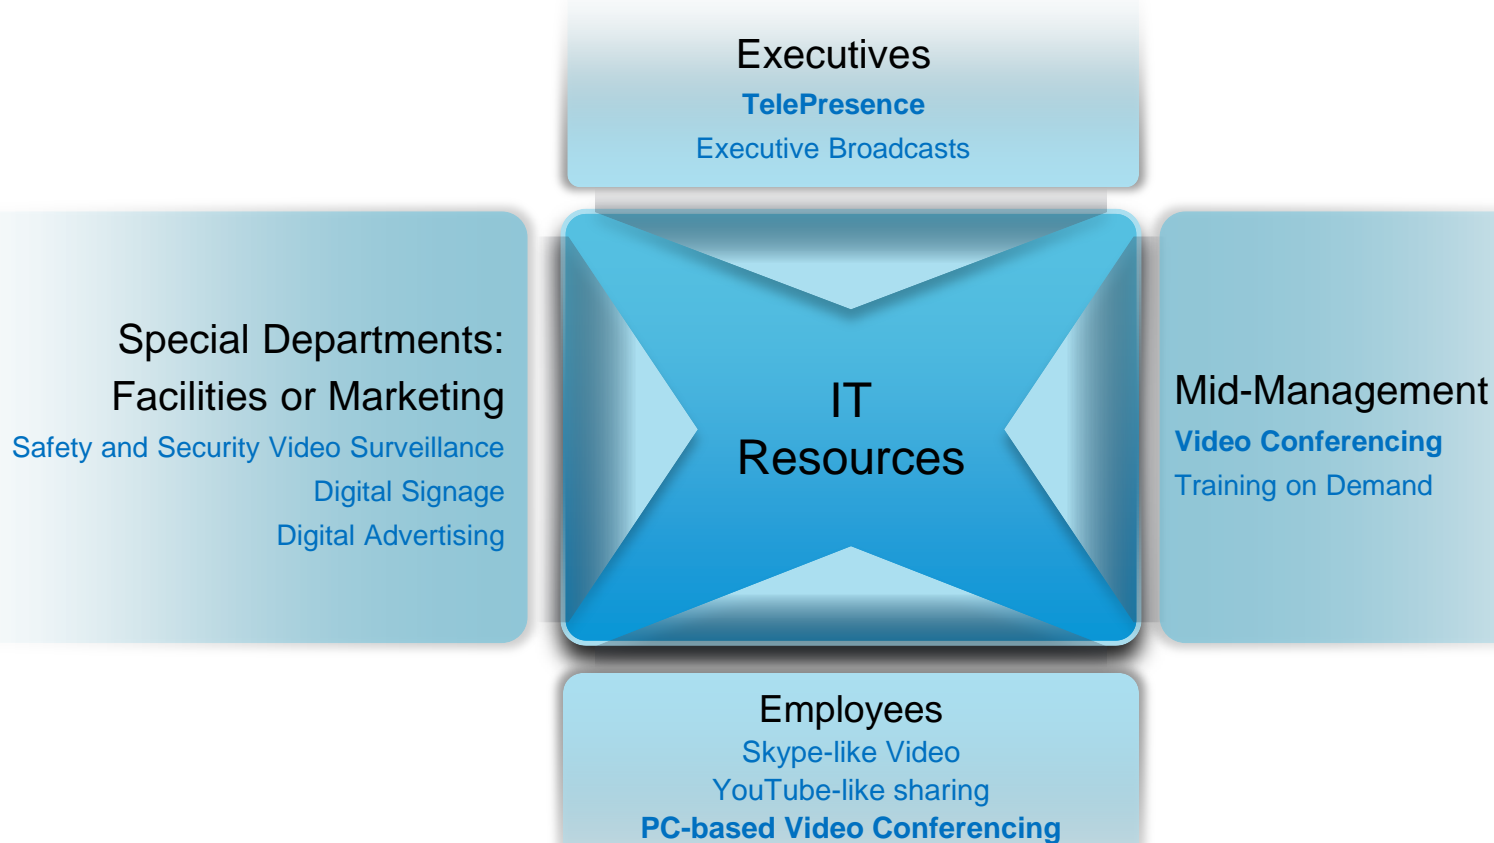 Executives
TelePresence
Executive Broadcasts
Special Departments:
Facilities or Marketing
Safety and Security Video Surveillance
Digital Signage
Digital Advertising
IT
Resources
Mid-Management
Video Conferencing
Training on Demand
Employees
Skype-like Video
YouTube-like sharing
PC-based Video Conferencing